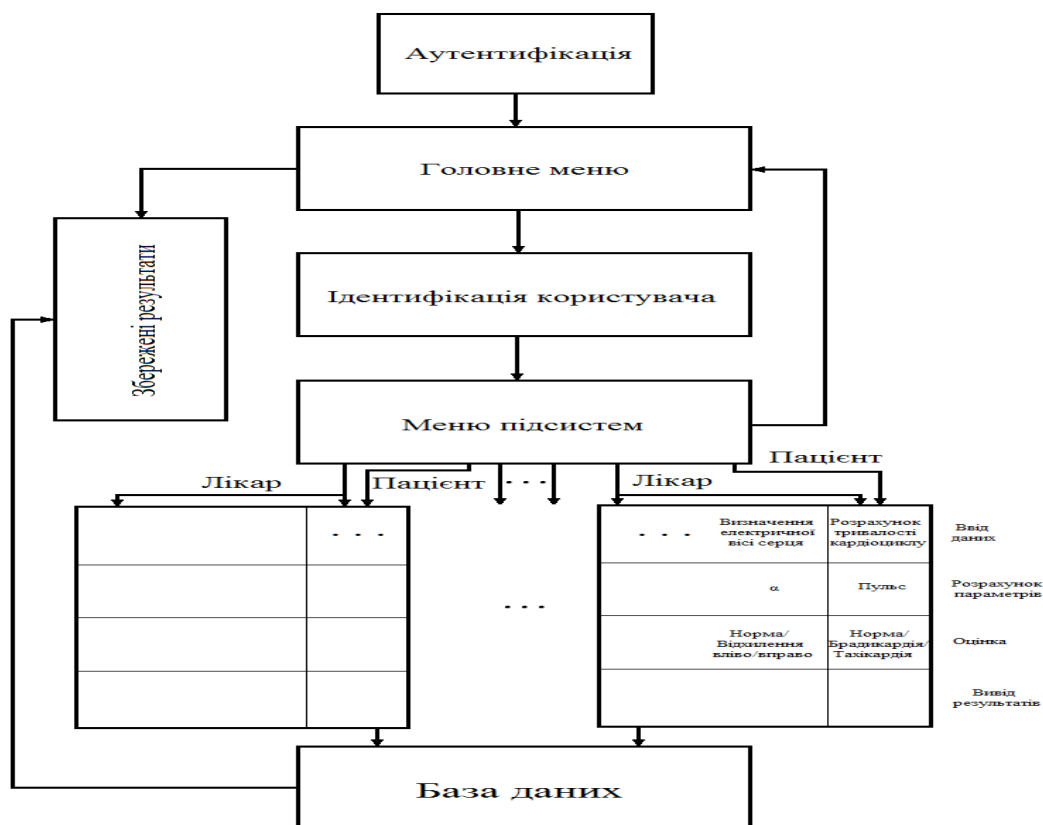 Аутентифікація
Головне меню
Збережені результати
Ідентифікація користувача
Меню підсистем
Лікар
Пацієнт
. . .
Лікар
Пацієнт
. . .
. . .
Визначення
електричної
вісі серця
Розрахунок
тривалості
кардіоциклу
Ввід
даних
. . .
α
Пульс
Розрахунок
параметрів
Норма/
Відхилення
вліво/вправо
Норма/
Брадикардія/
Тахікардія
Оцінка
Вивід
результатів
База даних